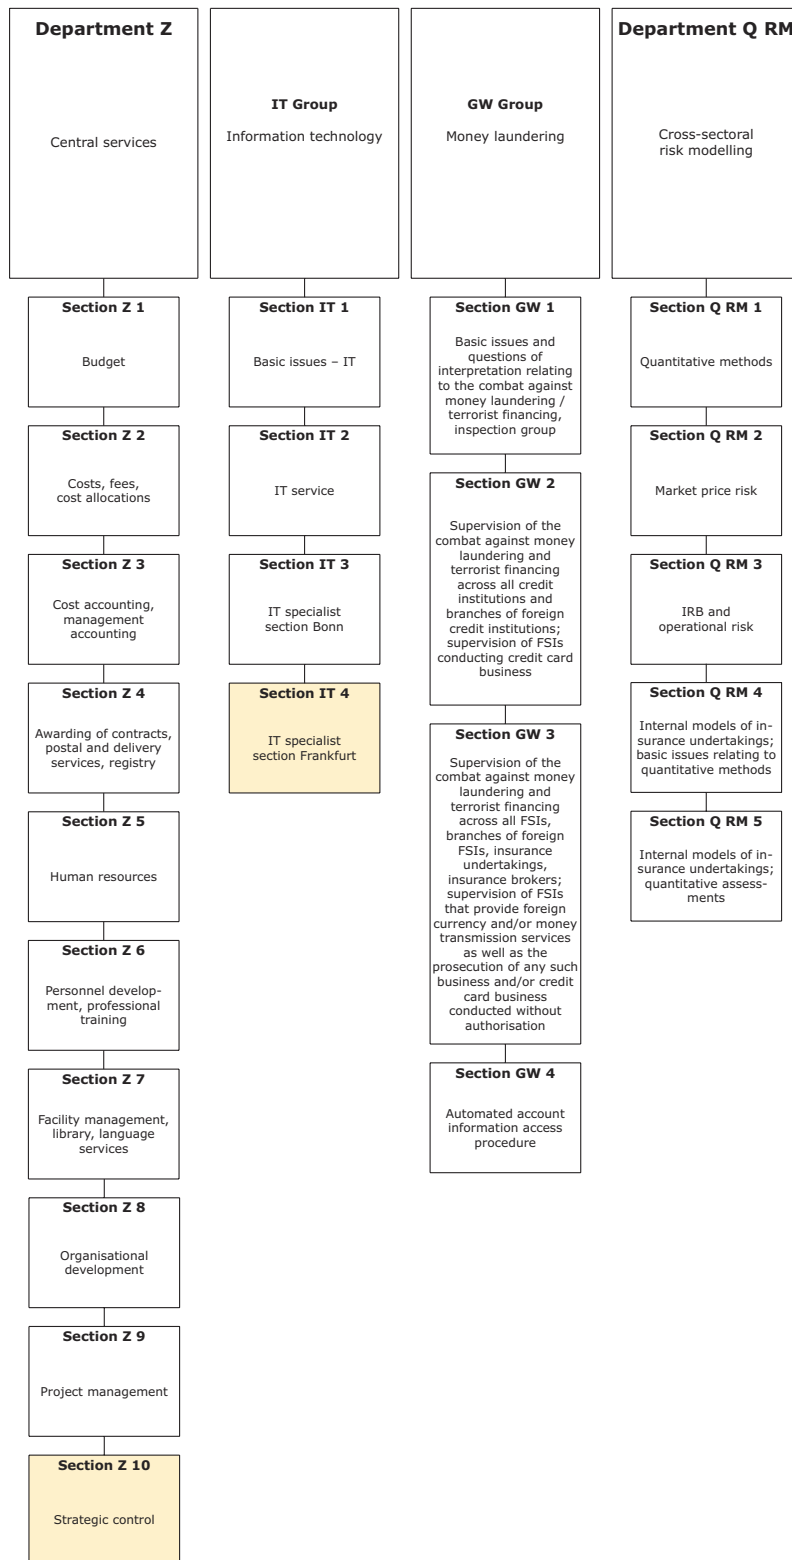 Department Z
Central services
IT Group
Information technology
GW Group
Money laundering
Department Q RM
Cross-sectoral
risk modelling
Section Z 1
Budget
Section Z 2
Costs, fees,
cost allocations
Section Z 3
Cost accounting,
management
accounting
Section Z 4
Awarding of contracts,
postal and delivery
services, registry
Section Z 5
Human resources
Section Z 6
Personnel develop-
ment, professional
training
Section Z 7
Facility management,
library, language
services
Section Z 8
Organisational
development
Section Z 9
Project management
Section Z 10
Strategic control
Section IT 1
Basic issues – IT
Section IT 2
IT service
Section IT 3
IT specialist
section Bonn
Section IT 4
IT specialist
section Frankfurt
Section GW 1
Basic issues and
questions of
interpretation relating
to the combat against
money laundering /
terrorist financing,
inspection group
Section GW 2
Supervision of the
combat against money
laundering and
terrorist financing
across all credit
institutions and
branches of foreign
credit institutions;
supervision of FSIs
conducting credit card
business
Section GW 3
Supervision of the
combat against money
laundering and
terrorist financing
across all FSIs,
branches of foreign
FSIs, insurance
undertakings,
insurance brokers;
supervision of FSIs
that provide foreign
currency and/or money
transmission services
as well as the
prosecution of any such
business and/or credit
card business
conducted without
authorisation
Section GW 4
Automated account
information access
procedure
Section Q RM 1
Quantitative methods
Section Q RM 2
Market price risk
Section Q RM 3
IRB and
operational risk
Section Q RM 4
Internal models of in-
surance undertakings;
basic issues relating to
quantitative methods
Section Q RM 5
Internal models of in-
surance undertakings;
quantitative assess-
ments